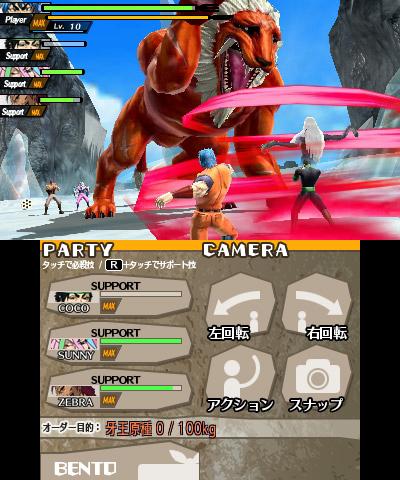 Player MAX
Lv. 10
Support MAX
Support MAX
Support MAX
PARTY CAMERA
タッチで必殺技 / R+タッチでサポート技
SUPPORT
COCO MAX
SUPPORT
SUNNY MAX
SUPPORT
ZEBRA MAX
左回転 右回転
アクション スナップ
オーダー目的： 牙王原種 0 / 100kg
BENTO